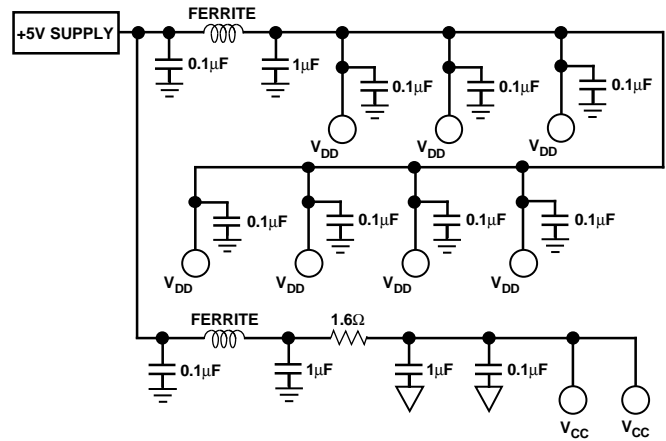 FERRITE
+5V SUPPLY
0.1μF 1μF 0.1μF 0.1μF 0.1μF
VDD VDD VDD
0.1μF 0.1μF 0.1μF 0.1μF
VDD VDD VDD VDD
FERRITE 1.6Ω
0.1μF 1μF 1μF 0.1μF
VCC VCC